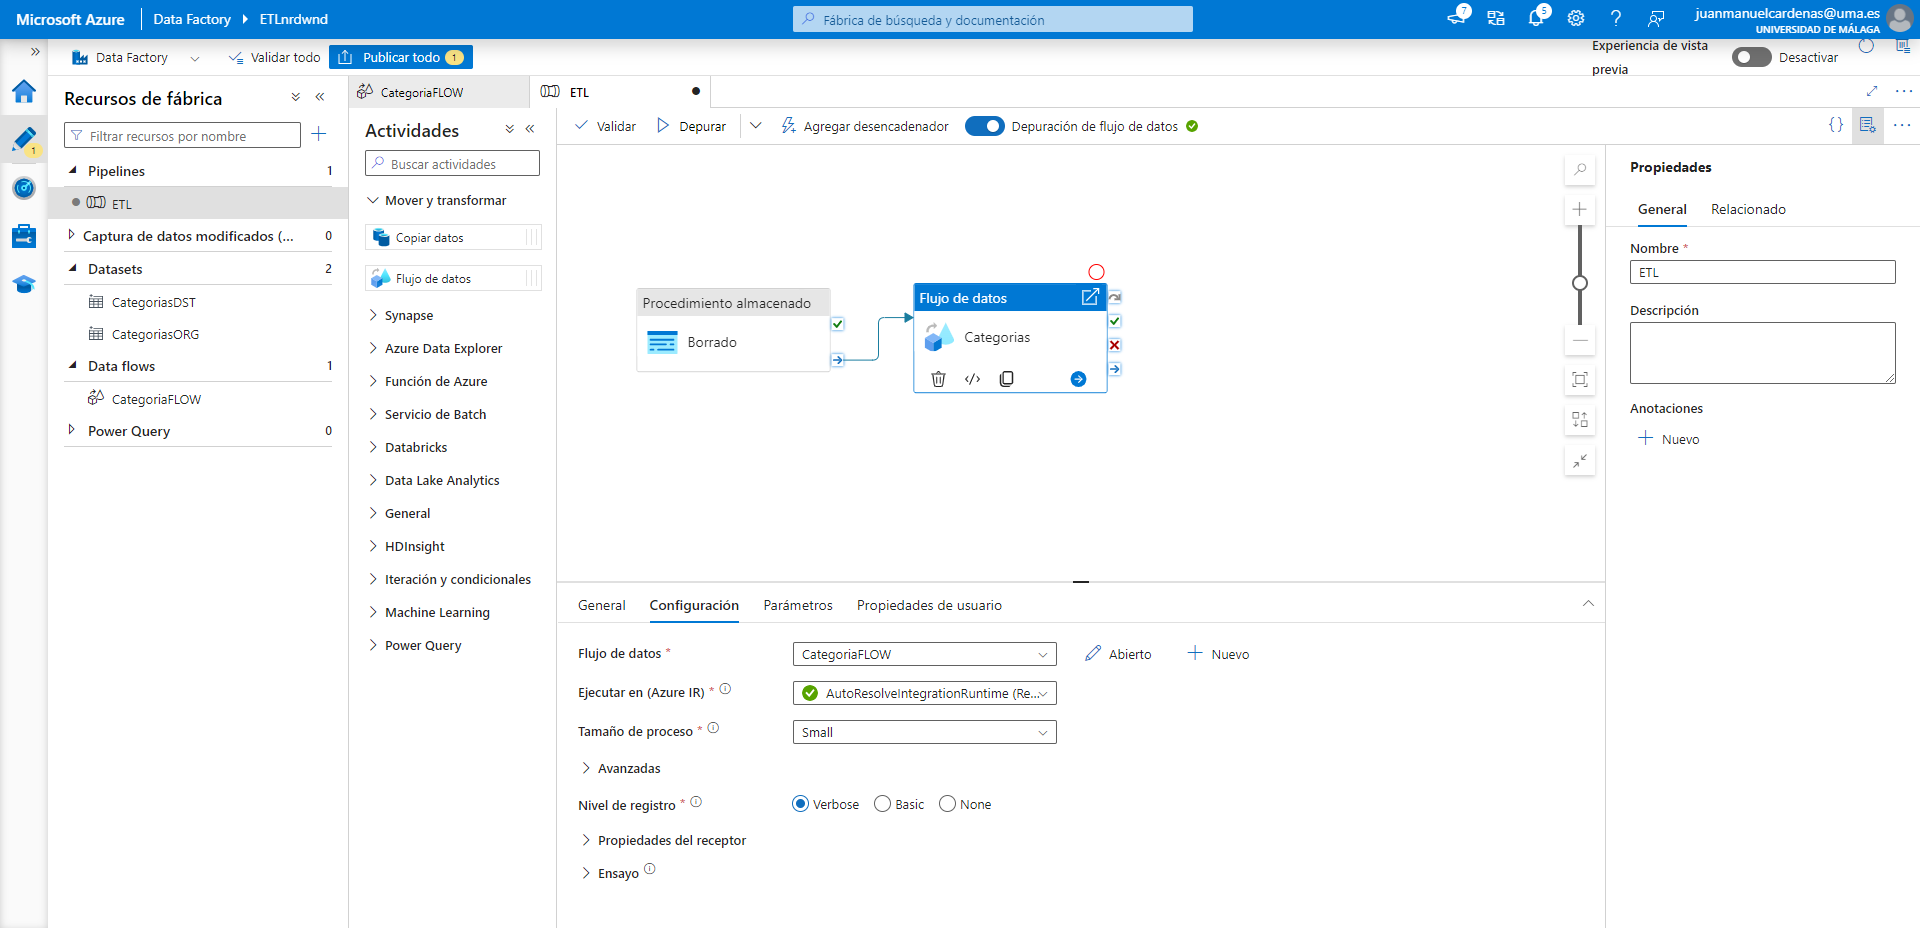 Microsoft Azure
Data Factory
ETLnrdwnd
Fábrica de búsqueda y documentación
7
5
juanmanuelcardenas@uma.es
UNIVERSIDAD DE MÁLAGA
Data Factory
Validar todo
Publicar todo
1
Experiencia de vista
previa
Desactivar
1
Recursos de fábrica
Filtrar recursos por nombre
Pipelines
1
ETL
Captura de datos modificados (...
0
Datasets
2
CategoriasDST
CategoriasORG
Data flows
1
CategoriaFLOW
Power Query
0
CategoriaFLOW
ETL
Actividades
Buscar actividades
Mover y transformar
Copiar datos
Flujo de datos
Synapse
Azure Data Explorer
Función de Azure
Servicio de Batch
Databricks
Data Lake Analytics
General
HDInsight
Iteración y condicionales
Machine Learning
Power Query
Validar
Depurar
Agregar desencadenador
Depuración de flujo de datos
Procedimiento almacenado
Borrado
Flujo de datos
Categorias
General
Configuración
Parámetros
Propiedades de usuario
Flujo de datos *
CategoriaFLOW
Abierto
Nuevo
Ejecutar en (Azure IR) *
AutoResolveIntegrationRuntime (Re...
Tamaño de proceso *
Small
Avanzadas
Nivel de registro *
Verbose
Basic
None
Propiedades del receptor
Ensayo
Propiedades
General
Relacionado
Nombre *
ETL
Descripción
Anotaciones
Nuevo